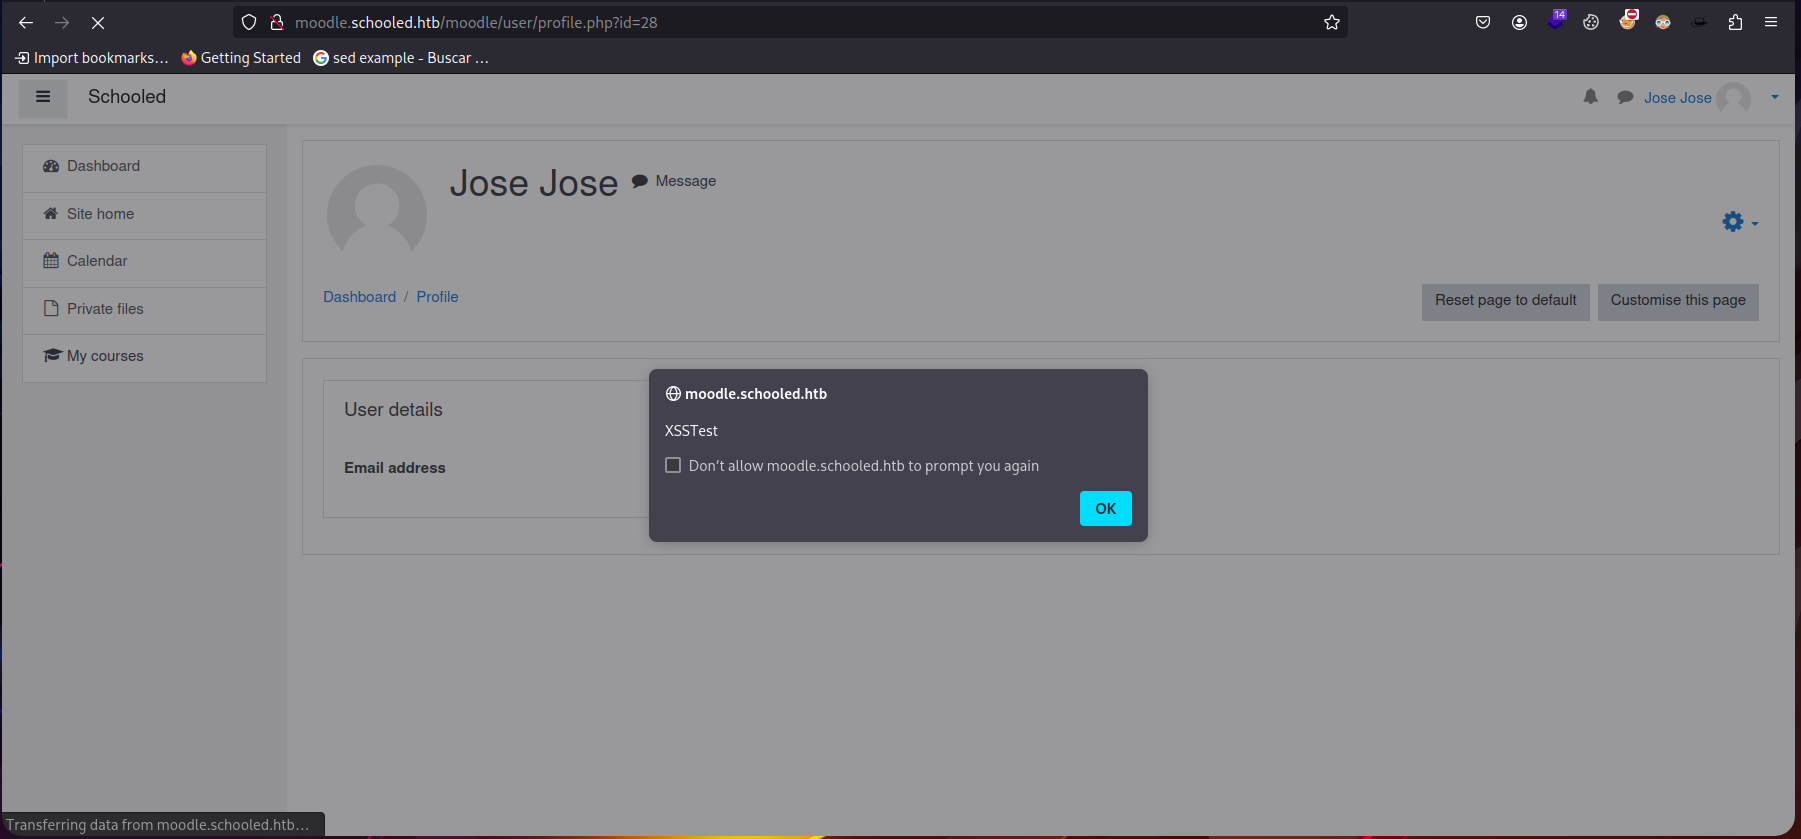 moodle.schooled.htb/moodle/user/profile.php?id=28
14
Import bookmarks...
Getting Started
sed example - Buscar ...
Schooled
Jose Jose
Dashboard
Site home
Calendar
Private files
My courses
Jose Jose
Message
Dashboard / Profile
Reset page to default
Customise this page
User details
Email address
moodle.schooled.htb
XSSTest
Don't allow moodle.schooled.htb to prompt you again
OK
Transferring data from moodle.schooled.htb...